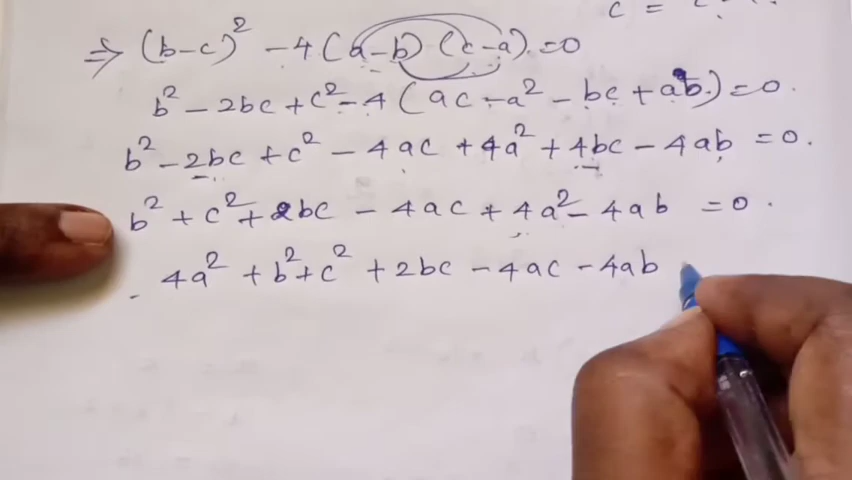 c = c
⇒ (b-c)² - 4(a-b)(c-a) = 0
b² - 2bc + c² - 4(ac - a² - bc + ab) = 0.
b² - 2bc + c² - 4ac + 4a² + 4bc - 4ab = 0.
b² + c² + 2bc - 4ac + 4a² - 4ab = 0.
4a² + b² + c² + 2bc - 4ac - 4ab